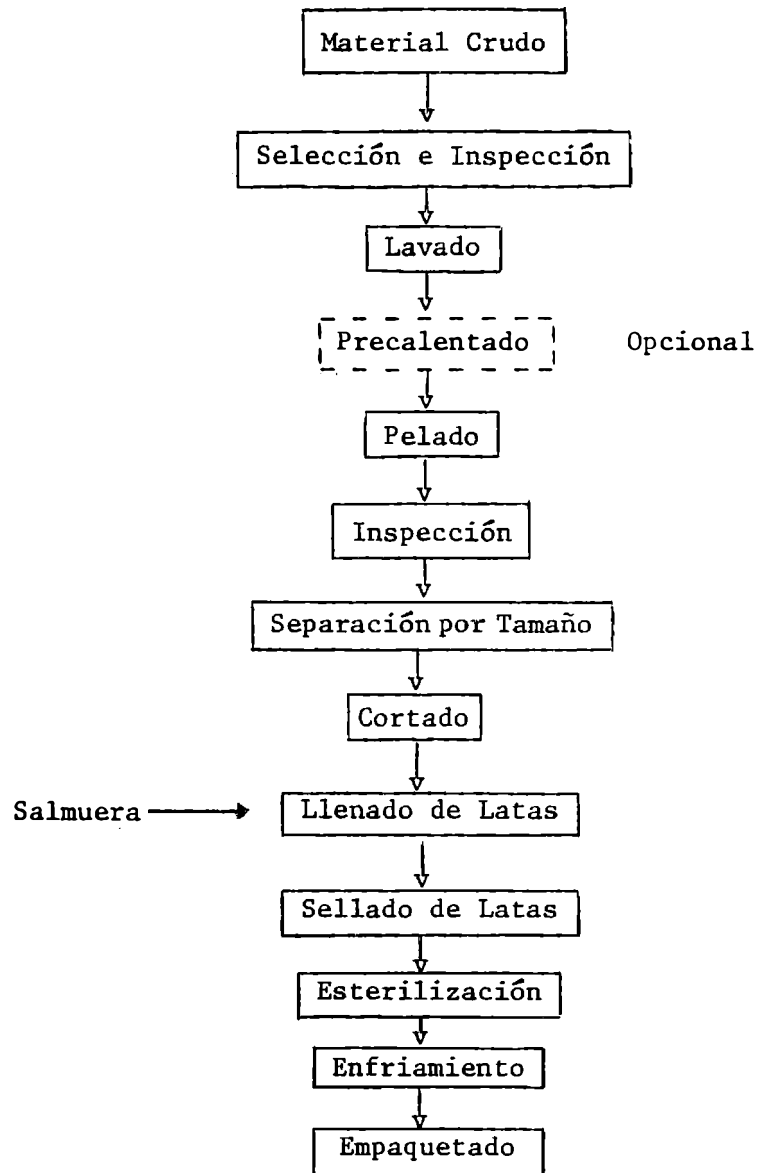 Material Crudo
Selección e Inspección
Lavado
Precalentado Opcional
Pelado
Inspección
Separación por Tamaño
Cortado
Salmuera Llenado de Latas
Sellado de Latas
Esterilización
Enfriamiento
Empaquetado